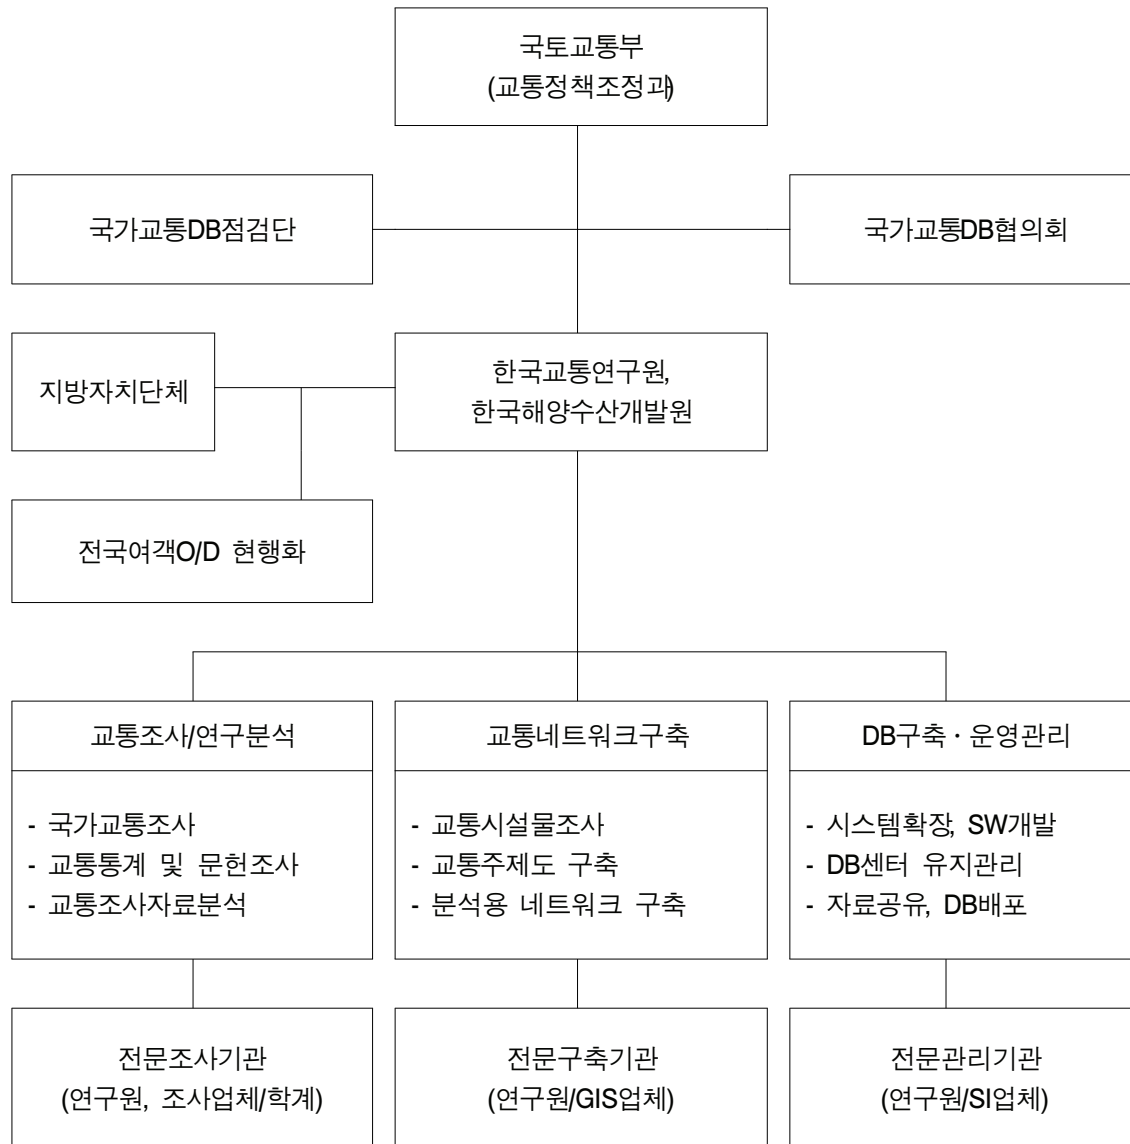 국토교통부
(교통정책조정과)
국가교통DB점검단
국가교통DB협의회
지방자치단체
한국교통연구원,
한국해양수산개발원
전국여객O/D 현행화
교통조사/연구분석
- 국가교통조사
- 교통통계 및 문헌조사
- 교통조사자료분석
교통네트워크구축
- 교통시설물조사
- 교통주제도 구축
- 분석용 네트워크 구축
DB구축·운영관리
- 시스템확장, SW개발
- DB센터 유지관리
- 자료공유, DB배포
전문조사기관
(연구원, 조사업체/학계)
전문구축기관
(연구원/GIS업체)
전문관리기관
(연구원/SI업체)